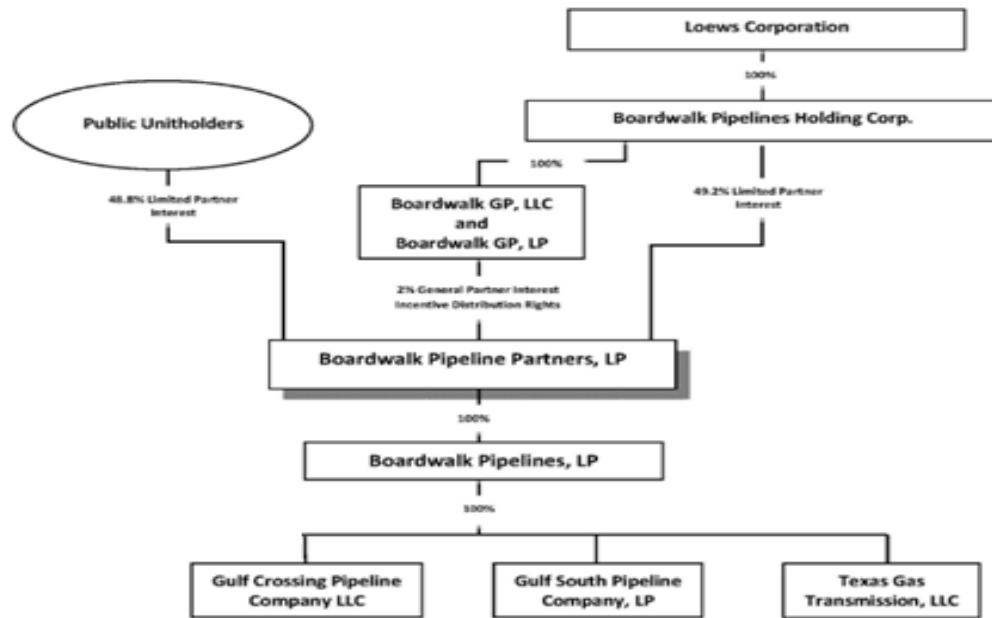 Loews Corporation
100%
Public Unitholders
Boardwalk Pipelines Holding Corp.
100%
48.8% Limited Partner
Interest
Boardwalk GP, LLC
and
Boardwalk GP, LP
49.2% Limited Partner
Interest
2% General Partner Interest
Incentive Distribution Rights
Boardwalk Pipeline Partners, LP
100%
Boardwalk Pipelines, LP
100%
Gulf Crossing Pipeline
Company LLC
Gulf South Pipeline
Company, LP
Texas Gas
Transmission, LLC